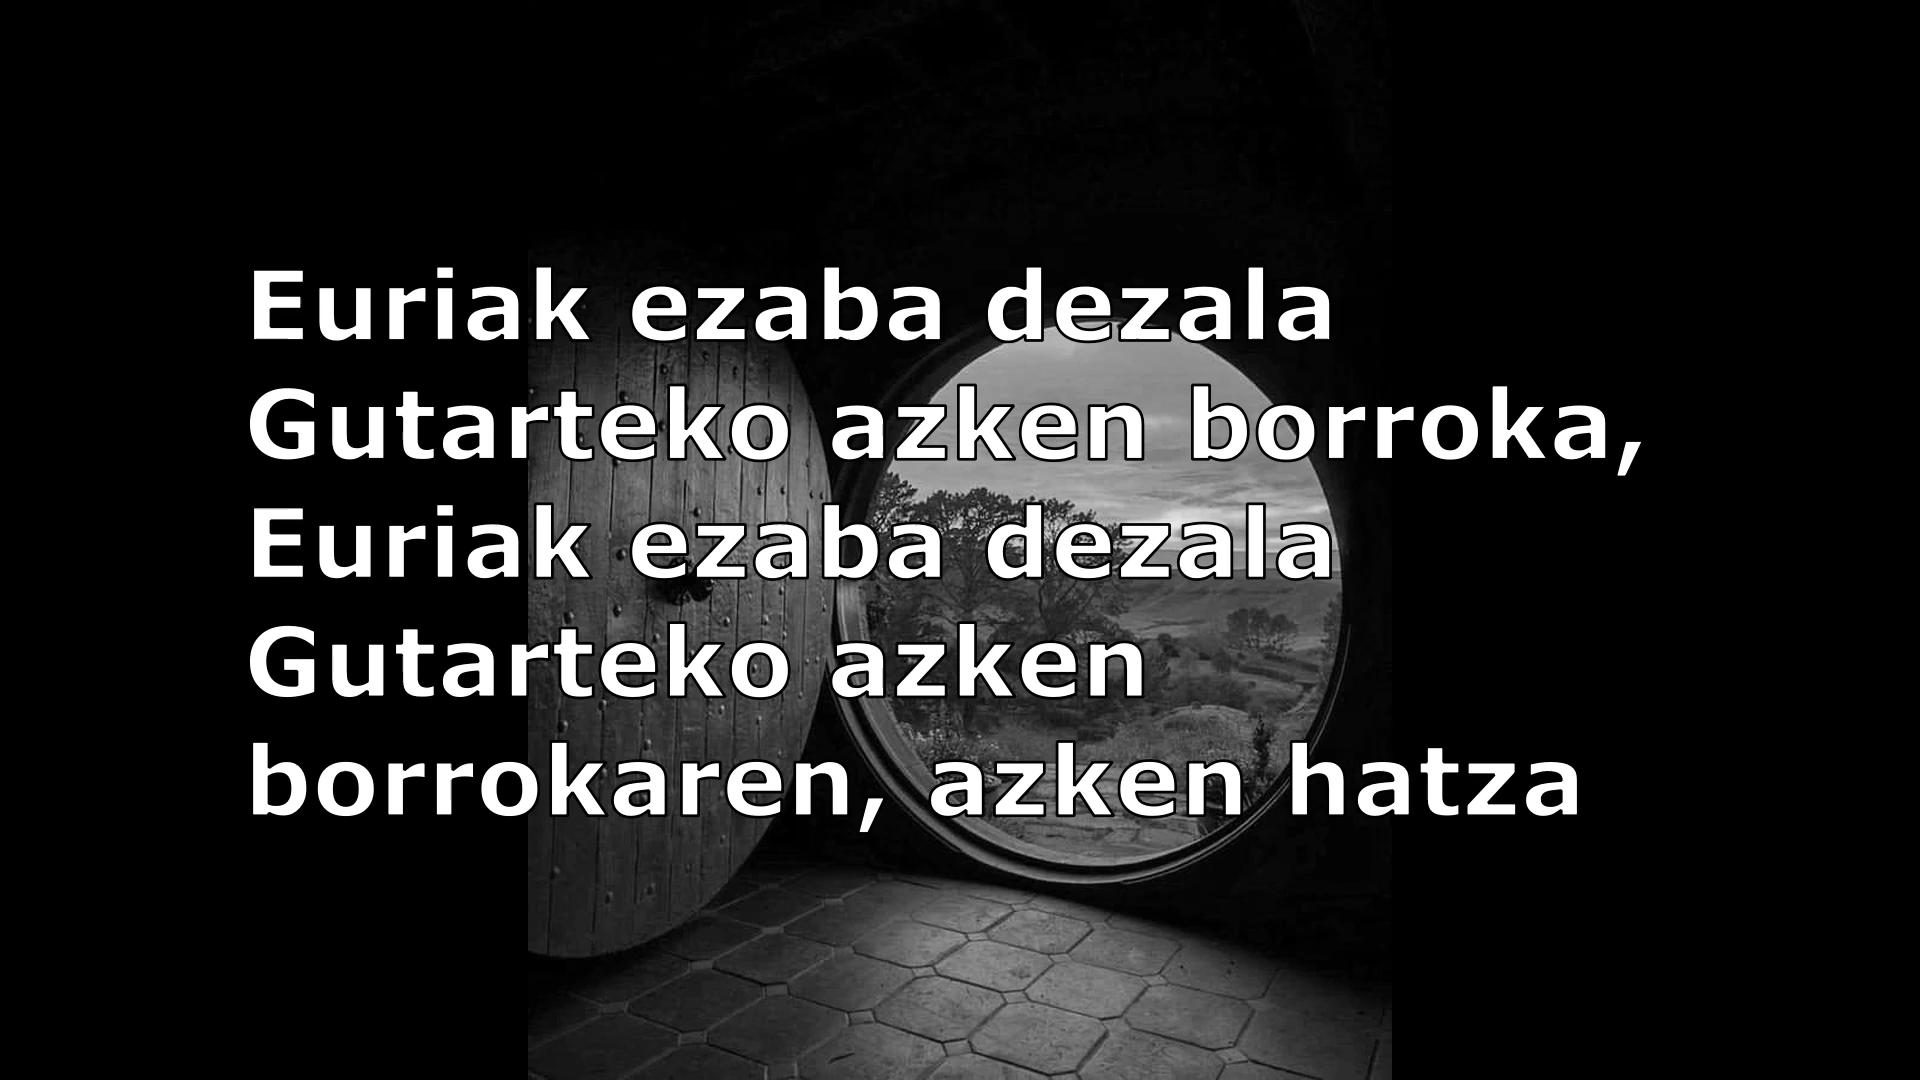 Euriak ezaba dezala
Gutarteko azken borroka,
Euriak ezaba dezala
Gutarteko azken
borrokaren, azken hatza